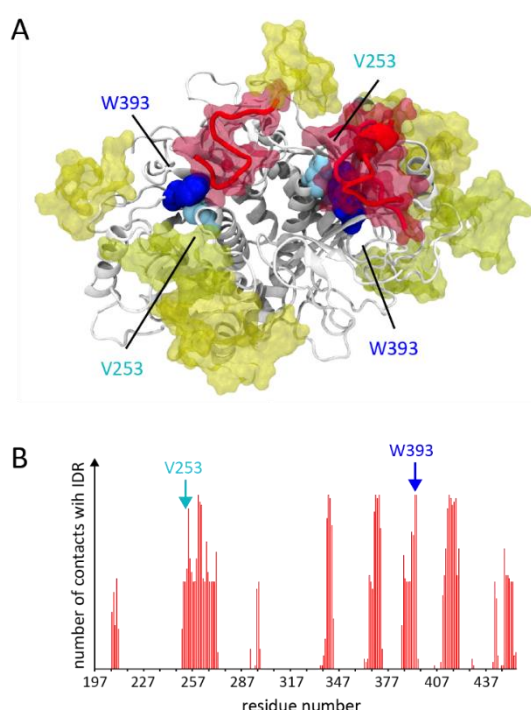 A
V253
W393
V253
W393
B
number of contacts wih IDR
V253
W393
197 227 257 287 317 347 377 407 437
residue number